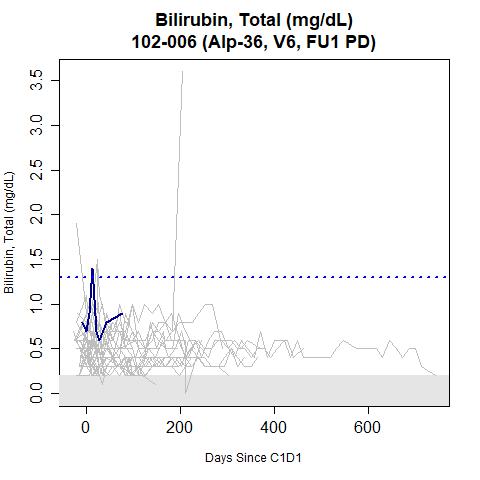 Bilirubin, Total (mg/dL)
102-006 (Alp-36, V6, FU1 PD)
Bilirubin, Total (mg/dL)
3.5
3.0
2.5
2.0
1.5
1.0
0.5
0.0
0 200 400 600
Days Since C1D1